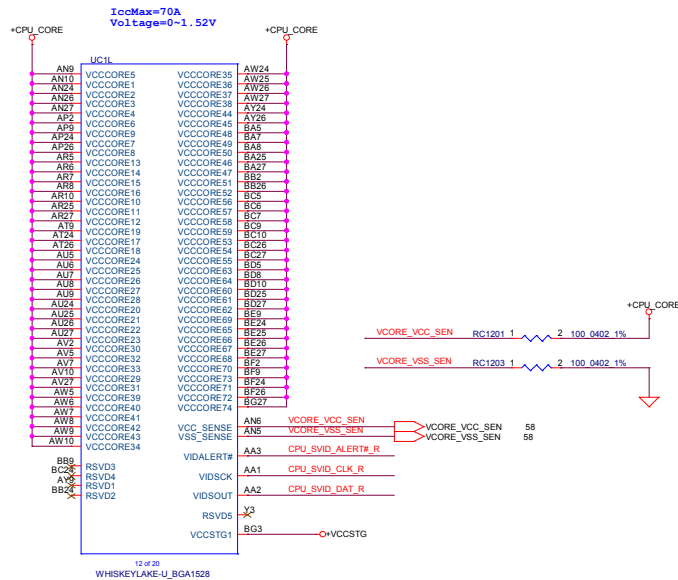 IccMax=70A
Voltage=0~1.52V
+CPU_CORE +CPU_CORE
UC1L
AN9 VCCCORE5 VCCCORE35 AW24
AN10 VCCCORE1 VCCCORE36 AW25
AN24 VCCCORE2 VCCCORE37 AW26
AN26 VCCCORE3 VCCCORE38 AW27
AN27 VCCCORE4 VCCCORE44 AY24
AP2 VCCCORE6 VCCCORE45 AY26
AP9 VCCCORE9 VCCCORE48 BA5
AP24 VCCCORE7 VCCCORE49 BA7
AP26 VCCCORE8 VCCCORE50 BA8
AR5 VCCCORE13 VCCCORE46 BA25
AR6 VCCCORE14 VCCCORE47 BA27
AR7 VCCCORE15 VCCCORE51 BB2
AR8 VCCCORE16 VCCCORE52 BB26
AR10 VCCCORE10 VCCCORE56 BC5
AR25 VCCCORE11 VCCCORE57 BC6
AR27 VCCCORE12 VCCCORE58 BC7
AT9 VCCCORE19 VCCCORE59 BC9
AT24 VCCCORE17 VCCCORE53 BC10
AT26 VCCCORE18 VCCCORE54 BC26
AU5 VCCCORE24 VCCCORE55 BC27
AU6 VCCCORE25 VCCCORE63 BD5
AU7 VCCCORE26 VCCCORE64 BD8
AU8 VCCCORE27 VCCCORE60 BD10
AU9 VCCCORE28 VCCCORE61 BD25
AU24 VCCCORE20 VCCCORE62 BD27
AU25 VCCCORE21 VCCCORE69 BE9
AU26 VCCCORE22 VCCCORE65 BE24
AU27 VCCCORE23 VCCCORE66 BE25
AV2 VCCCORE30 VCCCORE67 BE26
AV5 VCCCORE32 VCCCORE68 BE27
AV7 VCCCORE33 VCCCORE70 BF2
AV10 VCCCORE29 VCCCORE73 BF9
AV27 VCCCORE31 VCCCORE71 BF24
AW5 VCCCORE39 VCCCORE72 BF26
AW6 VCCCORE40 VCCCORE74 BG27
AW7 VCCCORE41
AW8 VCCCORE42 VCC_SENSE AN6 VCORE_VCC_SEN VCORE_VCC_SEN 58
AW9 VCCCORE43 VSS_SENSE AN5 VCORE_VSS_SEN VCORE_VSS_SEN 58
AW10 VCCCORE34
VIDALERT# AA3 CPU_SVID_ALERT#_R
BB9 RSVD3
RSVD4 VIDSCK AA1 CPU_SVID_CLK_R
RSVD1
BB24 RSVD2 VIDSOUT AA2 CPU_SVID_DAT_R
RSVD5 Y3
VCCSTG1 BG3 +VCCSTG
12 of 20
WHISKEYLAKE-U_BGA1528
+CPU_CORE
VCORE_VCC_SEN RC1201 1 2 100_0402_1%
VCORE_VSS_SEN RC1203 1 2 100_0402_1%